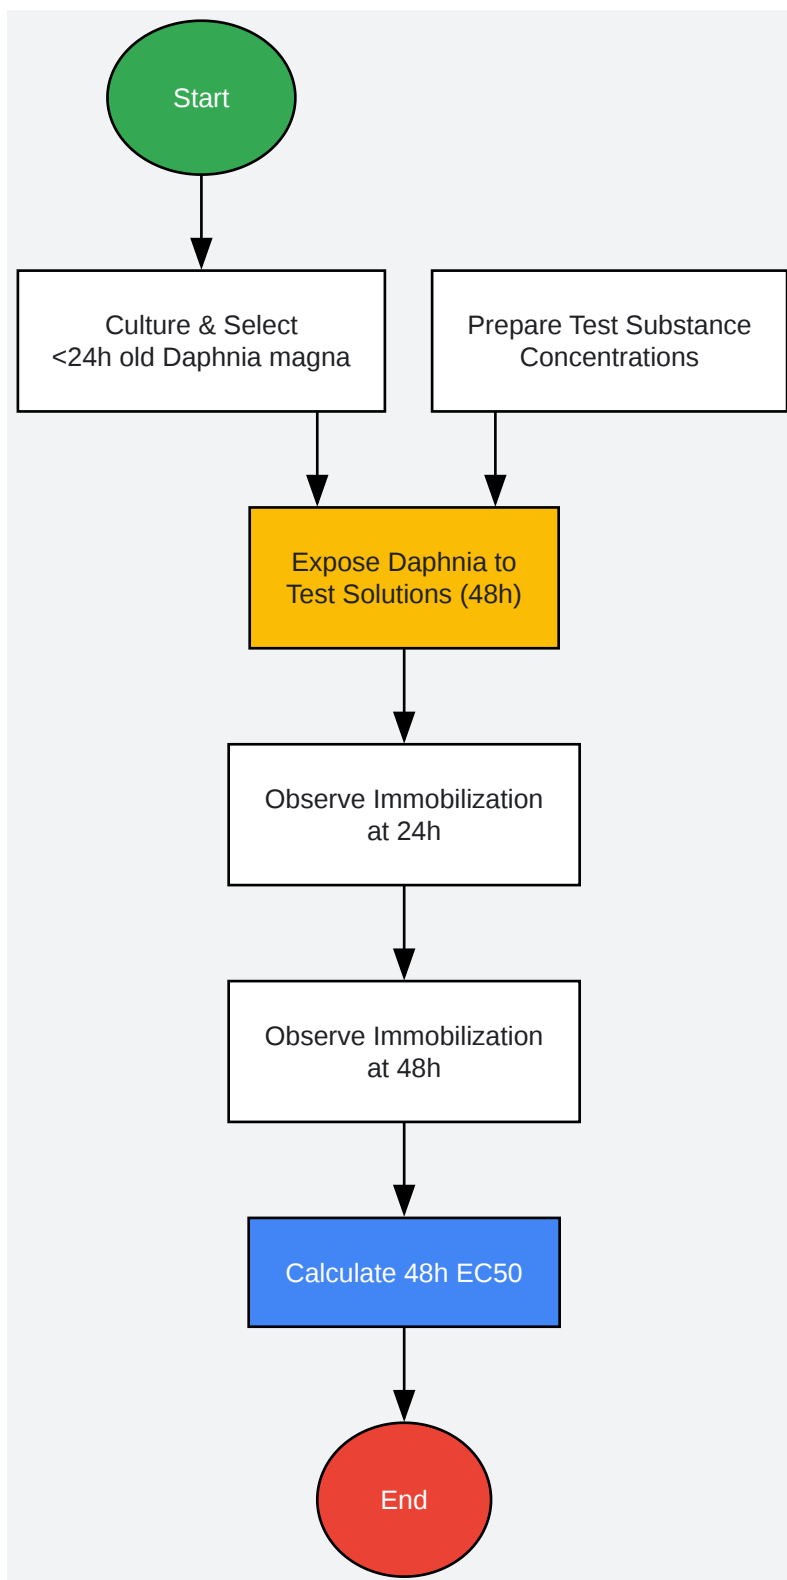 Start
Culture & Select
<24h old Daphnia magna
Prepare Test Substance
Concentrations
Expose Daphnia to
Test Solutions (48h)
Observe Immobilization
at 24h
Observe Immobilization
at 48h
Calculate 48h EC50
End